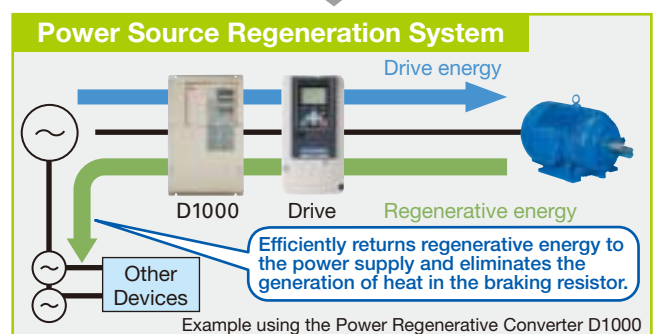 Power Source Regeneration System
Drive energy
D1000
Drive
Regenerative energy
Efficiently returns regenerative energy to
the power supply and eliminates the
generation of heat in the braking resistor.
Other
Devices
Example using the Power Regenerative Converter D1000